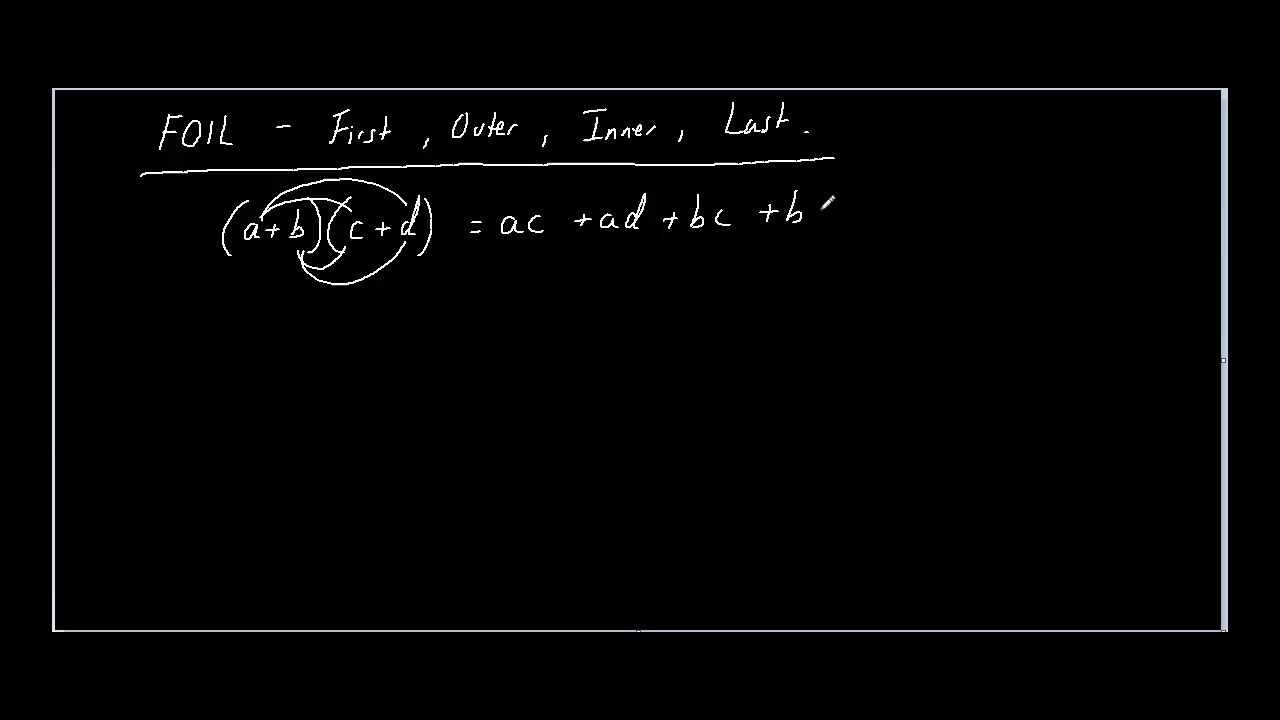 FOIL - First, Outer, Inner, Last.
(a+b)(c+d) = ac +ad +bc +b